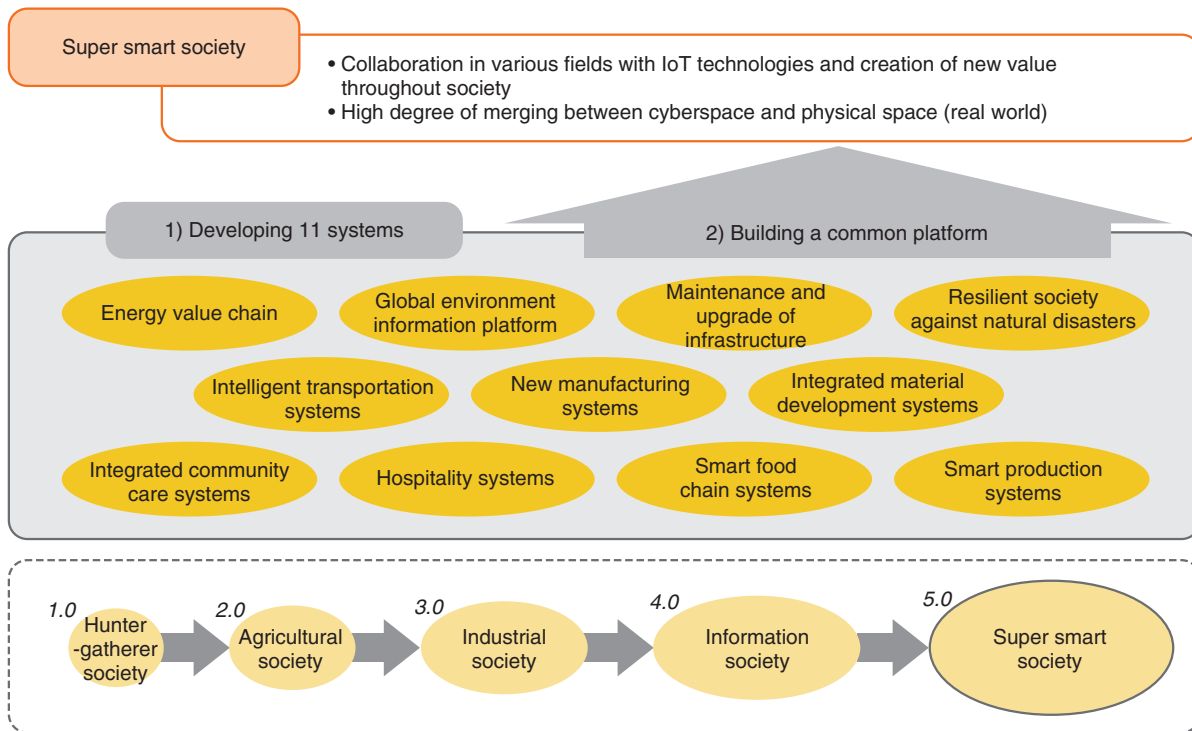 Super smart society
• Collaboration in various fields with IoT technologies and creation of new value
throughout society
• High degree of merging between cyberspace and physical space (real world)
1) Developing 11 systems
2) Building a common platform
Energy value chain
Global environment
information platform
Maintenance and
upgrade of
infrastructure
Resilient society
against natural disasters
Intelligent transportation
systems
New manufacturing
systems
Integrated material
development systems
Integrated community
care systems
Hospitality systems
Smart food
chain systems
Smart production
systems
1.0
Hunter
-gatherer
society
2.0
Agricultural
society
3.0
Industrial
society
4.0
Information
society
5.0
Super smart
society